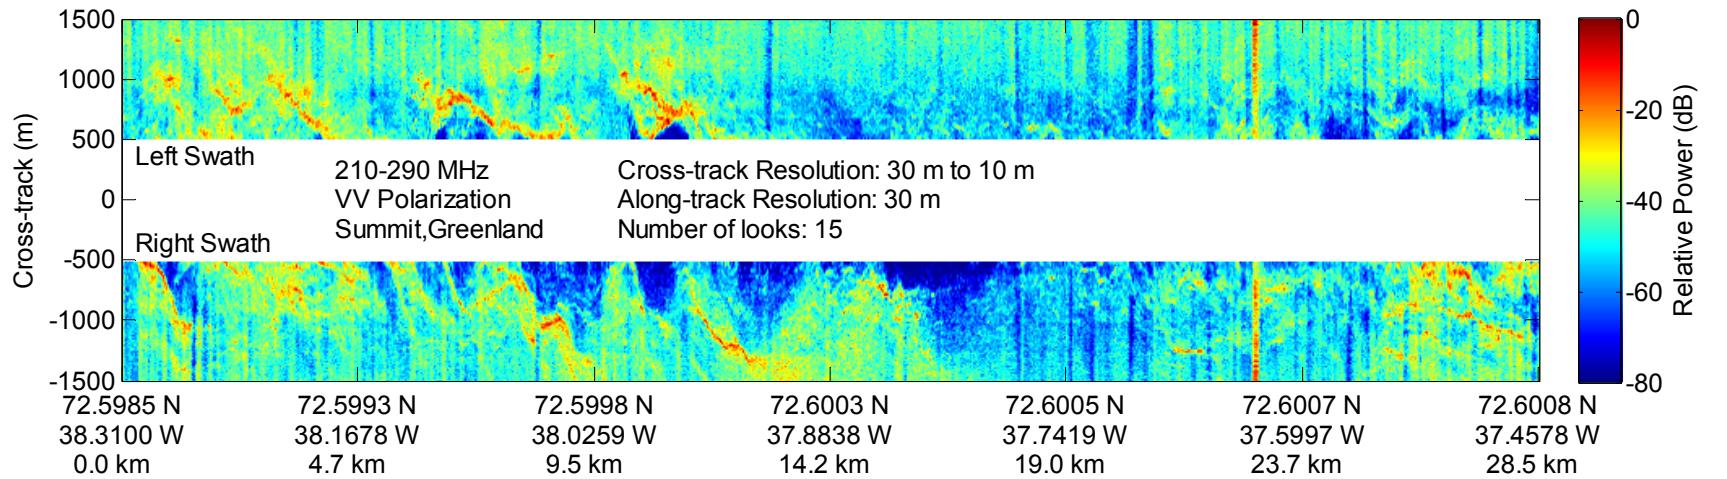 1500
1000
500
0
-500
-1000
-1500
Cross-track (m)
Left Swath
210-290 MHz
VV Polarization
Summit,Greenland
Cross-track Resolution: 30 m to 10 m
Along-track Resolution: 30 m
Number of looks: 15
Right Swath
72.5985 N
38.3100 W
0.0 km
72.5993 N
38.1678 W
4.7 km
72.5998 N
38.0259 W
9.5 km
72.6003 N
37.8838 W
14.2 km
72.6005 N
37.7419 W
19.0 km
72.6007 N
37.5997 W
23.7 km
72.6008 N
37.4578 W
28.5 km
0
-20
-40
-60
-80
Relative Power (dB)